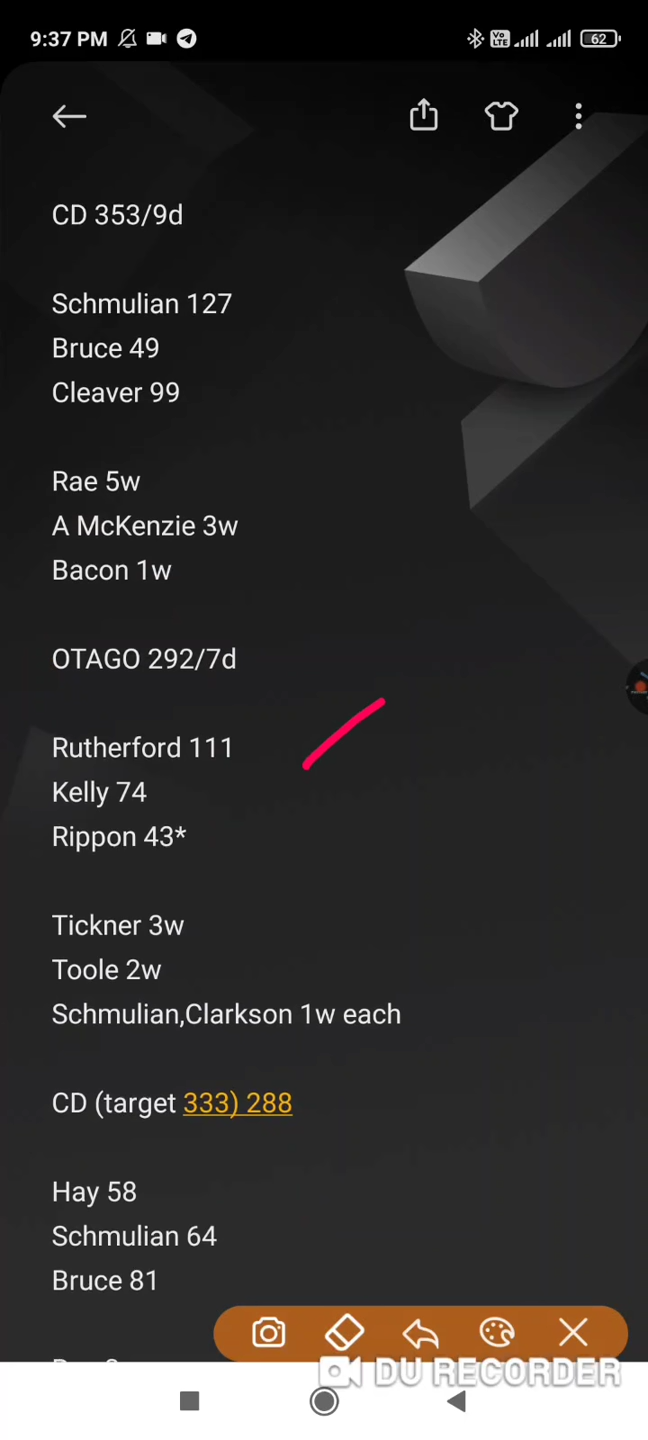 9:37 PM
Vo LTE
62
CD 353/9d
Schmulian 127
Bruce 49
Cleaver 99
Rae 5w
A McKenzie 3w
Bacon 1w
OTAGO 292/7d
Rutherford 111
Kelly 74
Rippon 43*
Tickner 3w
Toole 2w
Schmulian,Clarkson 1w each
CD (target 333) 288
Hay 58
Schmulian 64
Bruce 81
DU RECORDER